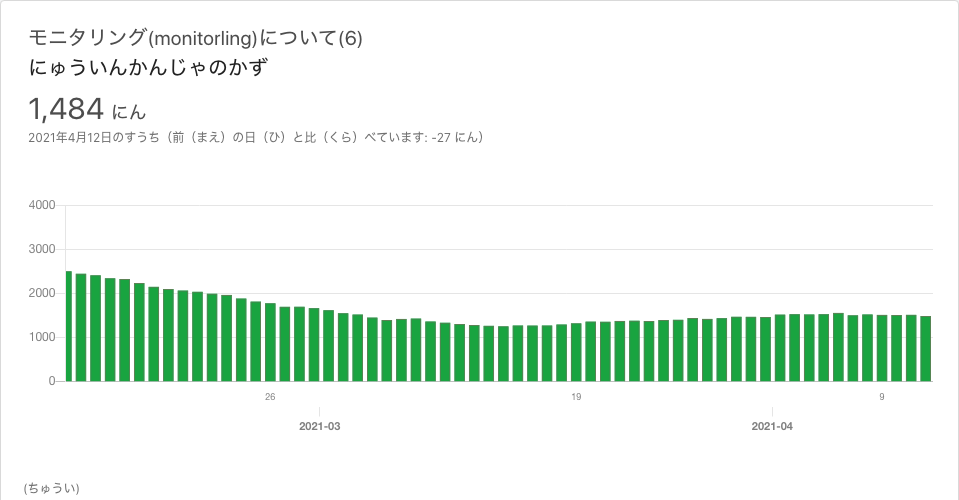 モニタリング(monitorling)について(6)
にゅういんかんじゃのかず
1,484 にん
2021年4月12日のすうち（前（まえ）の日（ひ）と比（くら）べています: -27 にん）
4000
3000
2000
1000
0
26
19
9
2021-03
2021-04
(ちゅうい)